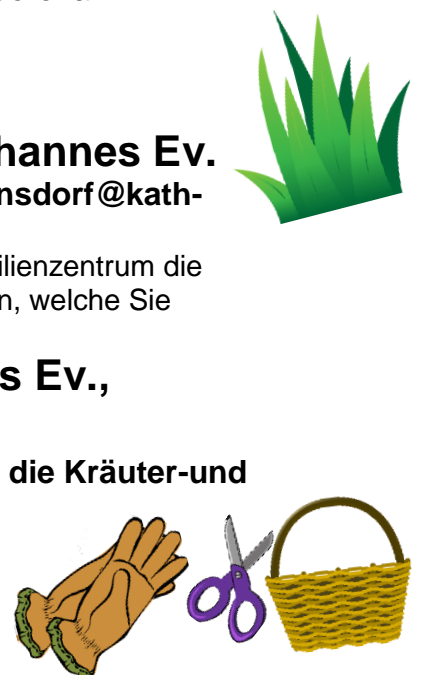 hannes Ev.
nsdorf@kath-
ilienzentrum die
n, welche Sie
s Ev.,
die Kräuter-und